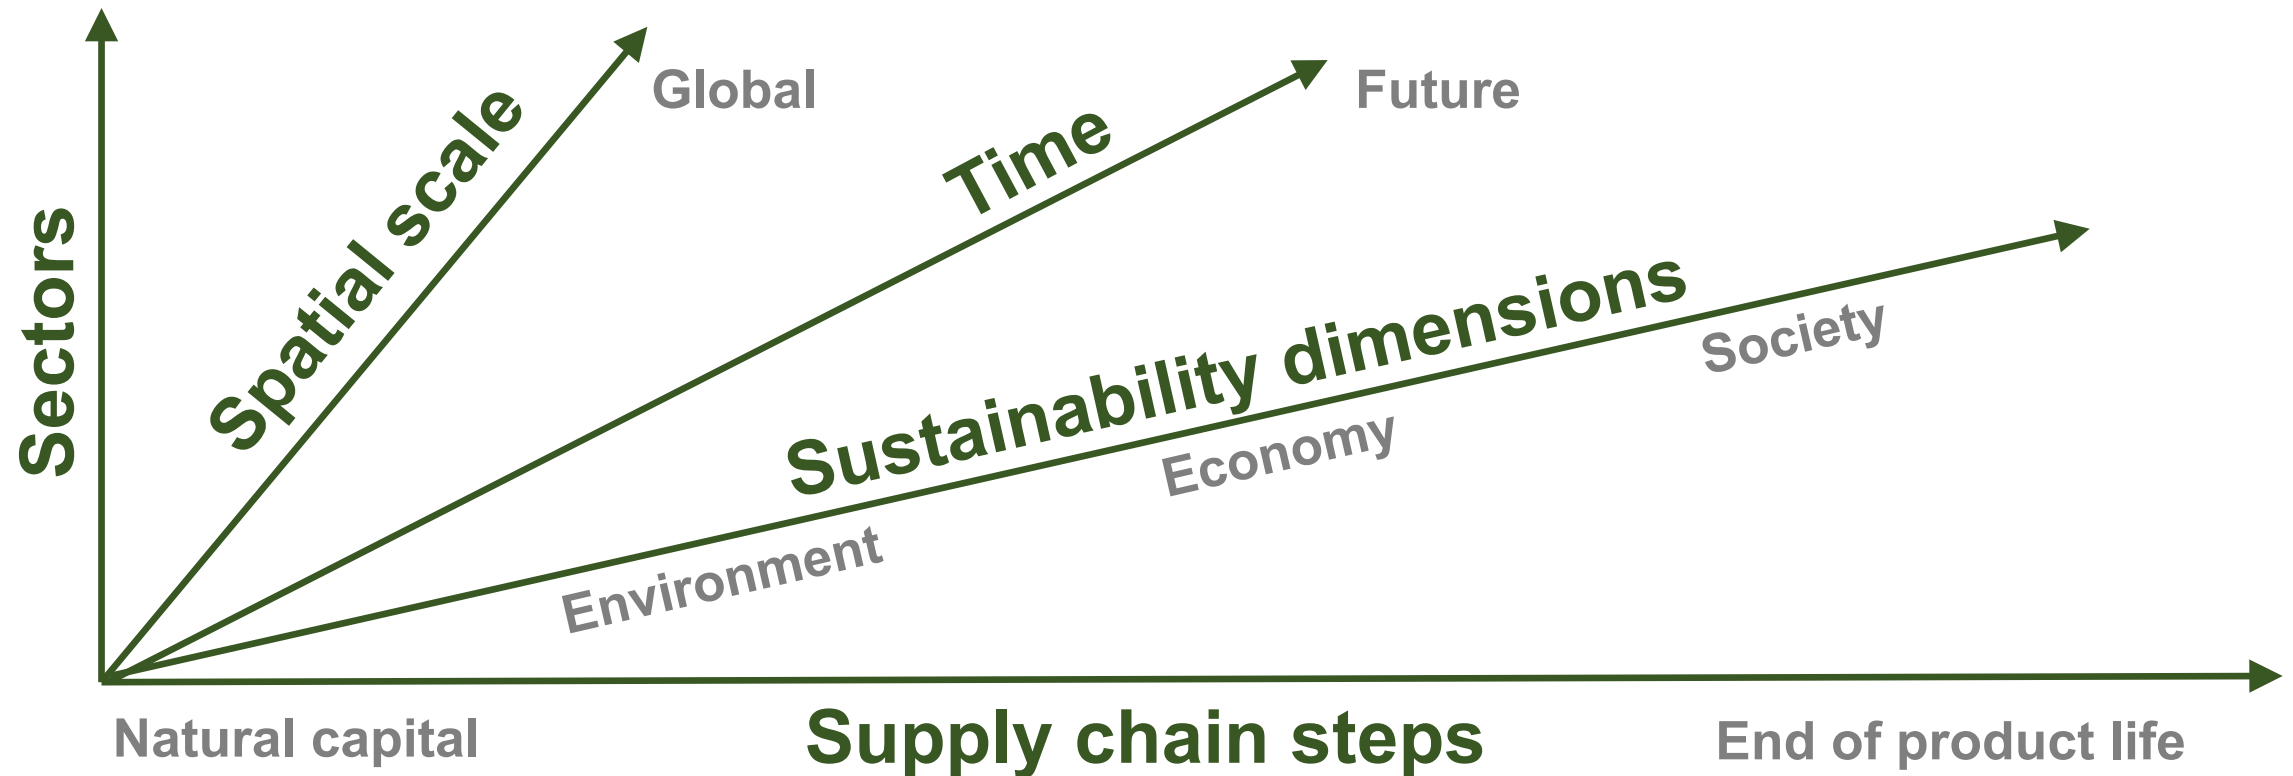 Sectors
Spatial scale
Global
Time
Future
Sustainability dimensions
Environment
Economy
Society
Natural capital
Supply chain steps
End of product life